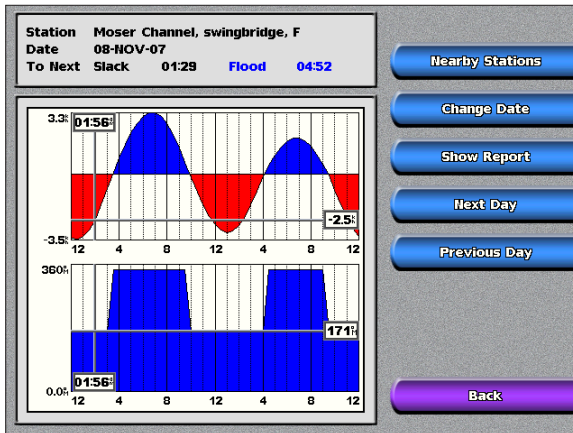 Station Moser Channel, swingbridge, F
Date 08-NOV-07
To Next Slack 01:29 Flood 04:52
Nearby Stations
Change Date
Show Report
Next Day
Previous Day
Back
3.3
01:56
-2.5
-3.5
12 4 8 12 4 8 12
360
171
01:56
0.0
12 4 8 12 4 8 12